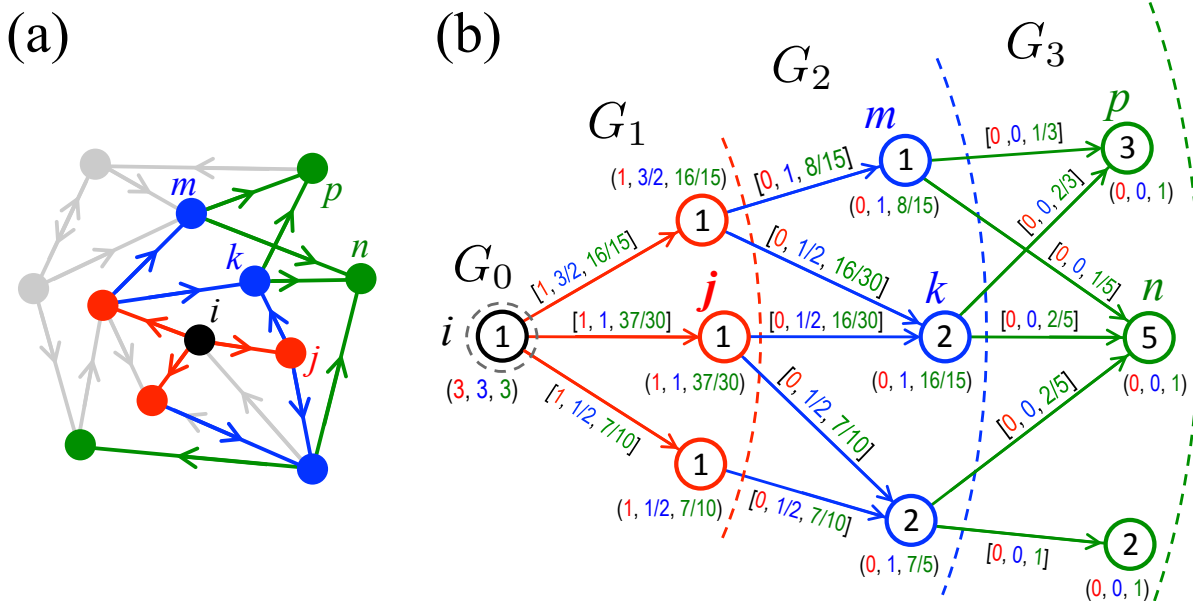 (a)
m
p
k
n
i
j
(b)
G0
G1
G2
G3
i
1
(3, 3, 3)
[1, 3/2, 16/15]
[1, 1, 37/30]
[1, 1/2, 7/10]
(1, 3/2, 16/15)
1
j
1
(1, 1, 37/30)
1
(1, 1/2, 7/10)
[0, 1, 8/15]
[0, 1/2, 16/30]
[0, 1/2, 16/30]
[0, 1/2, 7/10]
[0, 1/2, 7/10]
m
1
(0, 1, 8/15)
k
2
(0, 1, 16/15)
2
(0, 1, 7/5)
[0 ,0, 1/3]
[0, 0, 2/3]
[0, 0, 1/5]
[0, 0, 2/5]
[0, 0, 2/5]
[0, 0, 1]
p
3
(0, 0, 1)
n
5
(0, 0, 1)
2
(0, 0, 1)